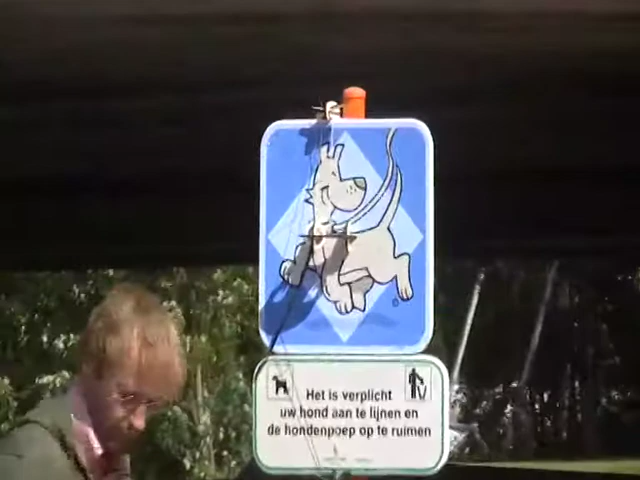 Het is verplicht
uw hond aan te lijnen en
de hondenpoep op te ruimen